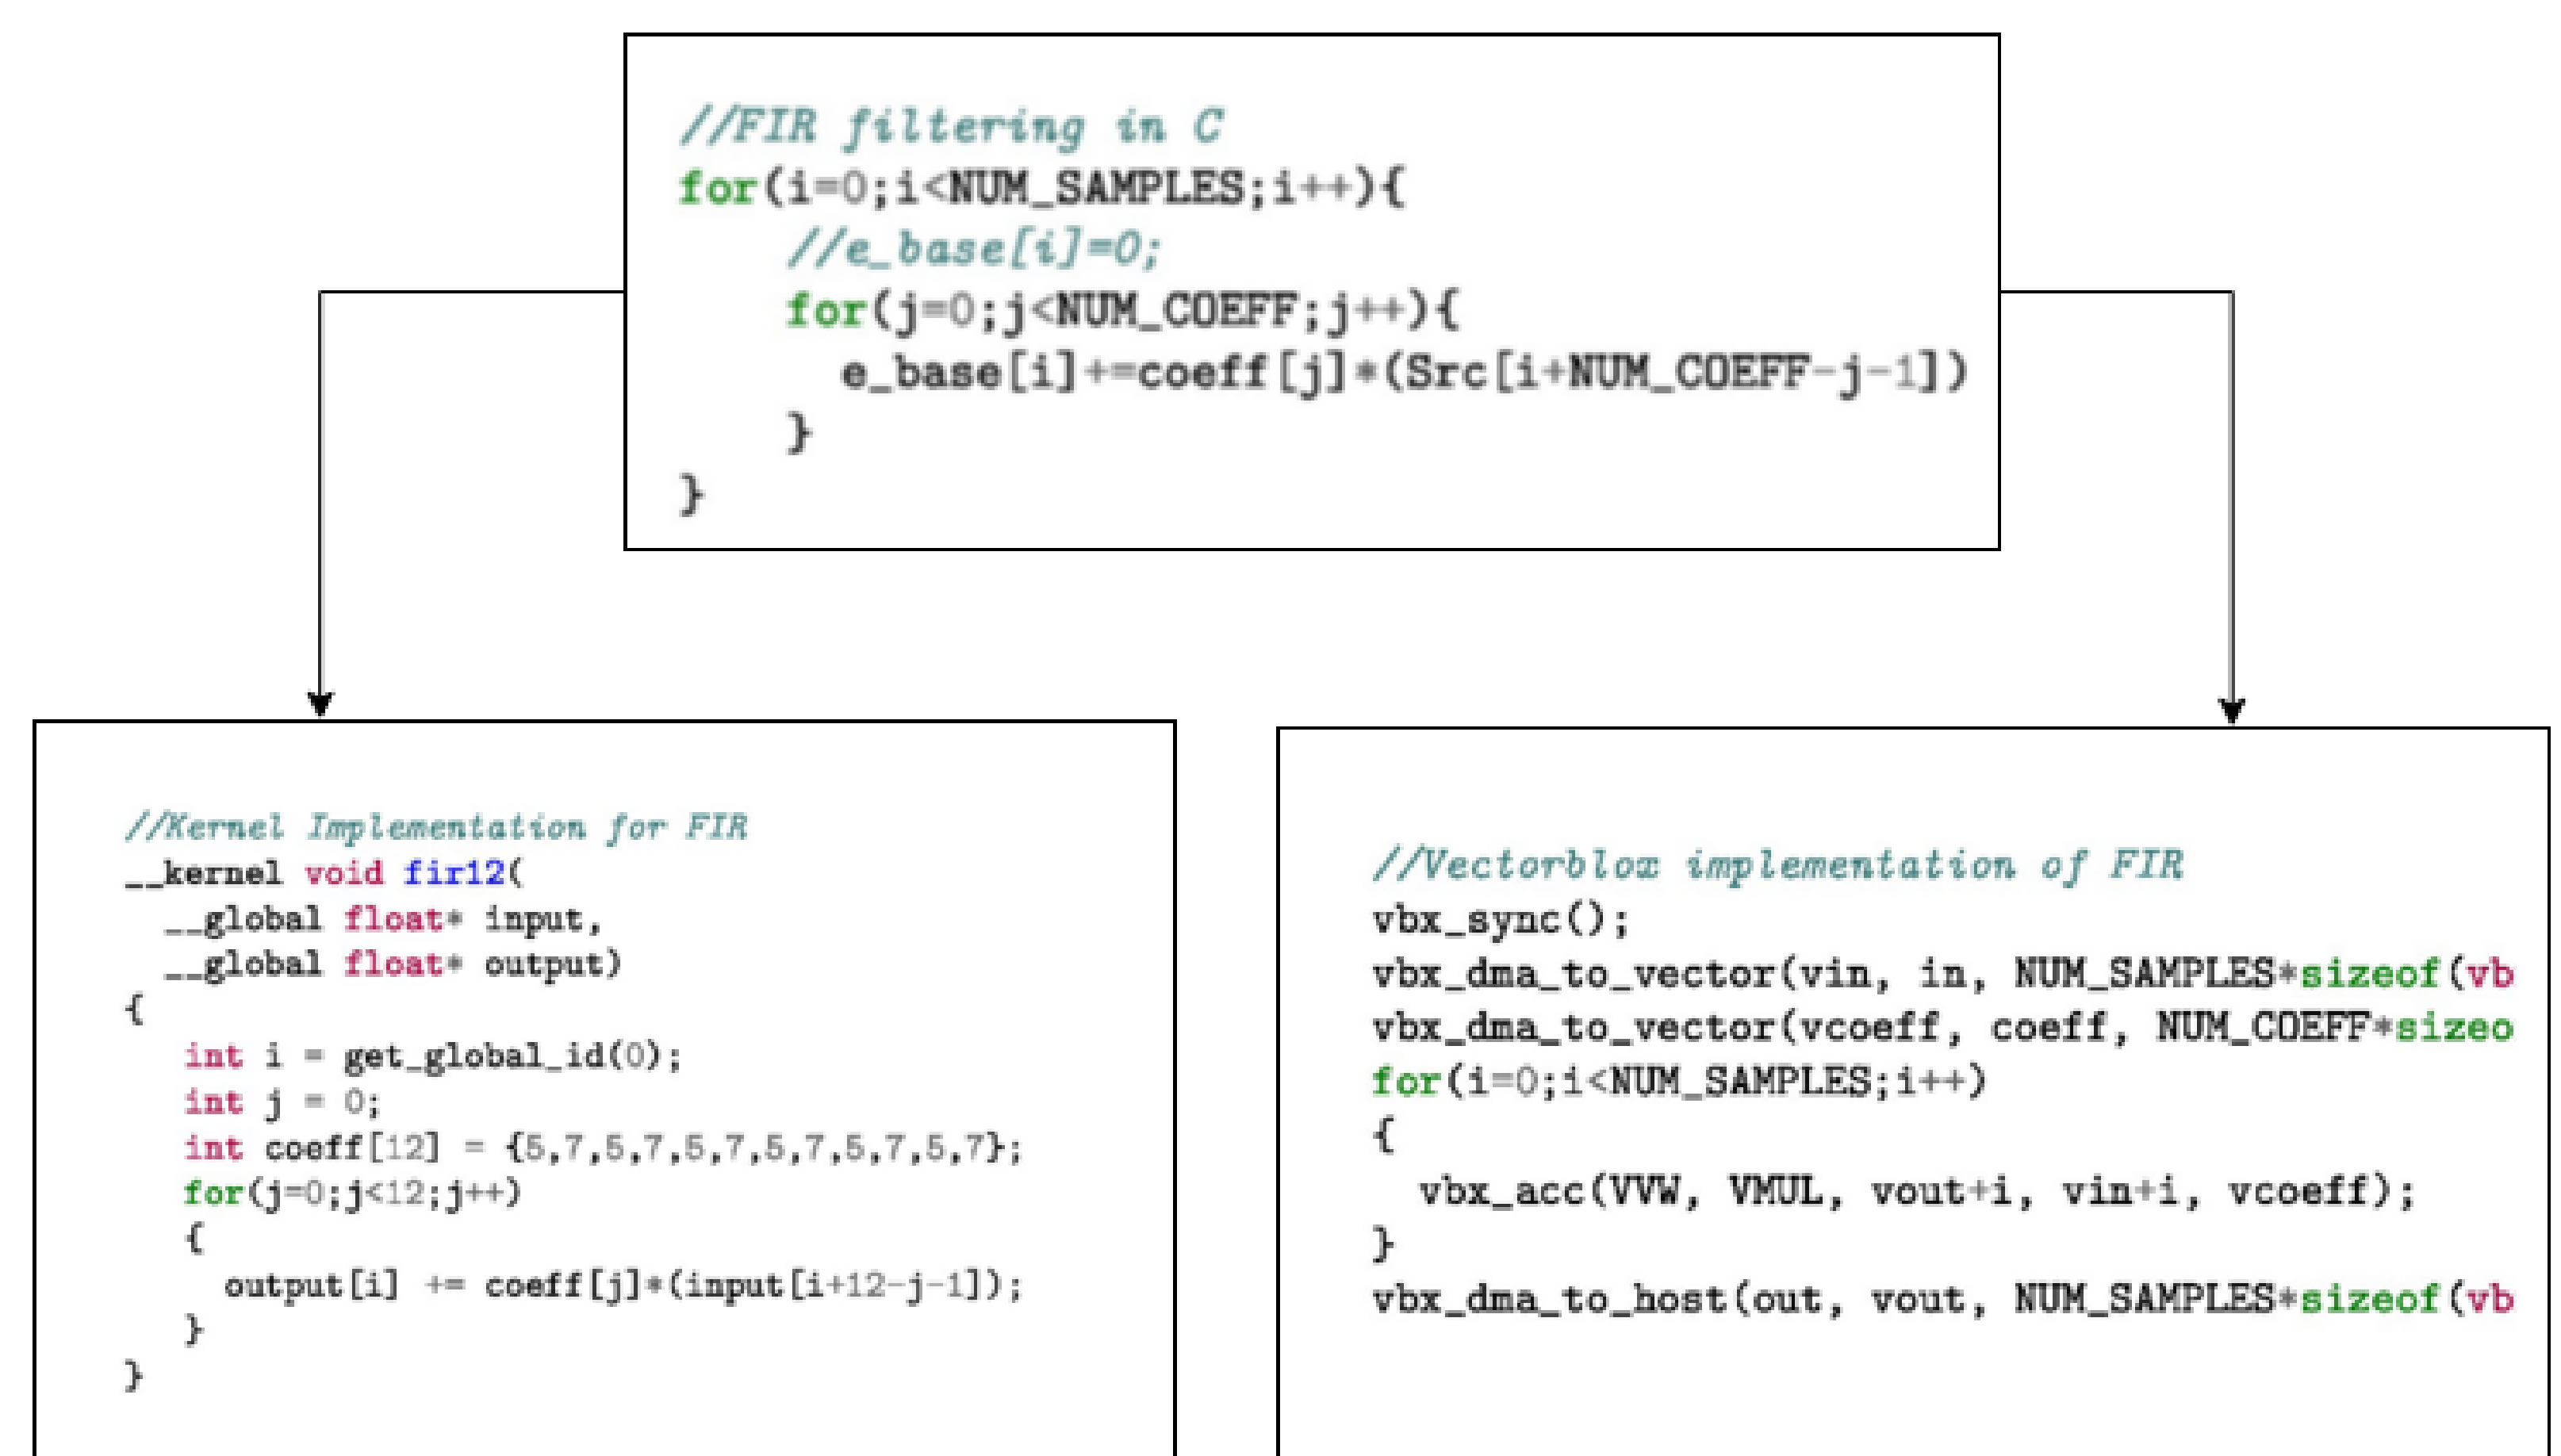 //FIR filtering in C
for(i=0;i<NUM_SAMPLES;i++){
//e_base[i]=0;
for(j=0;j<NUM_COEFF;j++){
e_base[i]+=coeff[j]*(Src[i+NUM_COEFF-j-1])
}
}
//Kernel Implementation for FIR
__kernel void fir12(
__global float* input,
__global float* output)
{
int i = get_global_id(0);
int j = 0;
int coeff[12] = {5,7,5,7,5,7,5,7,5,7,5,7};
for(j=0;j<12;j++)
{
output[i] += coeff[j]*(input[i+12-j-1]);
}
}
//Vectorblox implementation of FIR
vbx_sync();
vbx_dma_to_vector(vin, in, NUM_SAMPLES*sizeof(vb
vbx_dma_to_vector(vcoeff, coeff, NUM_COEFF*sizeo
for(i=0;i<NUM_SAMPLES;i++)
{
vbx_acc(VVW, VMUL, vout+i, vin+i, vcoeff);
}
vbx_dma_to_host(out, vout, NUM_SAMPLES*sizeof(vb